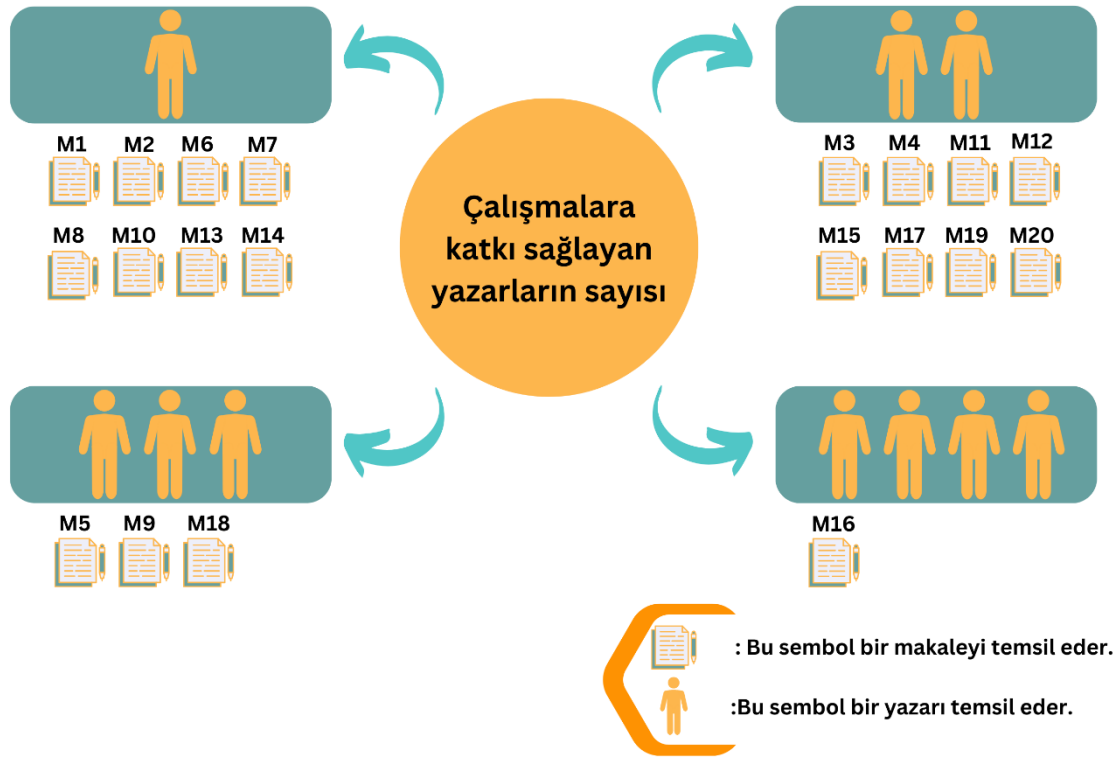 M1 M2 M6 M7
M8 M10 M13 M14
Çalışmalara
katkı sağlayan
yazarların sayısı
M3 M4 M11 M12
M15 M17 M19 M20
M5 M9 M18
M16
: Bu sembol bir makaleyi temsil eder.
:Bu sembol bir yazarı temsil eder.